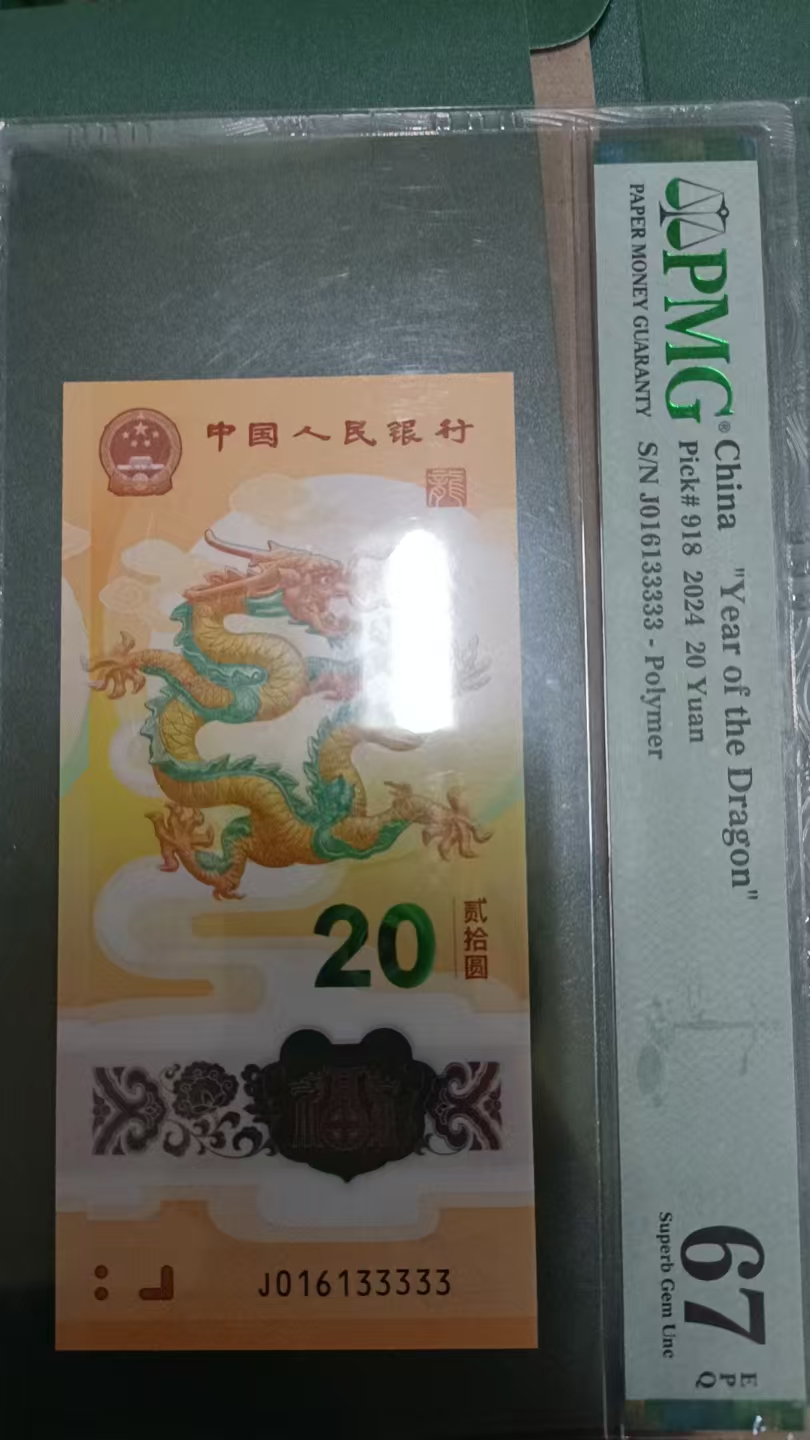 中国人民银行
龍
20
贰拾圆
J016133333
PMG®
PAPER MONEY GUARANTY
China "Year of the Dragon"
Pick# 918 2024 20 Yuan
S/N J016133333 - Polymer
67 EPQ
Superb Gem Unc